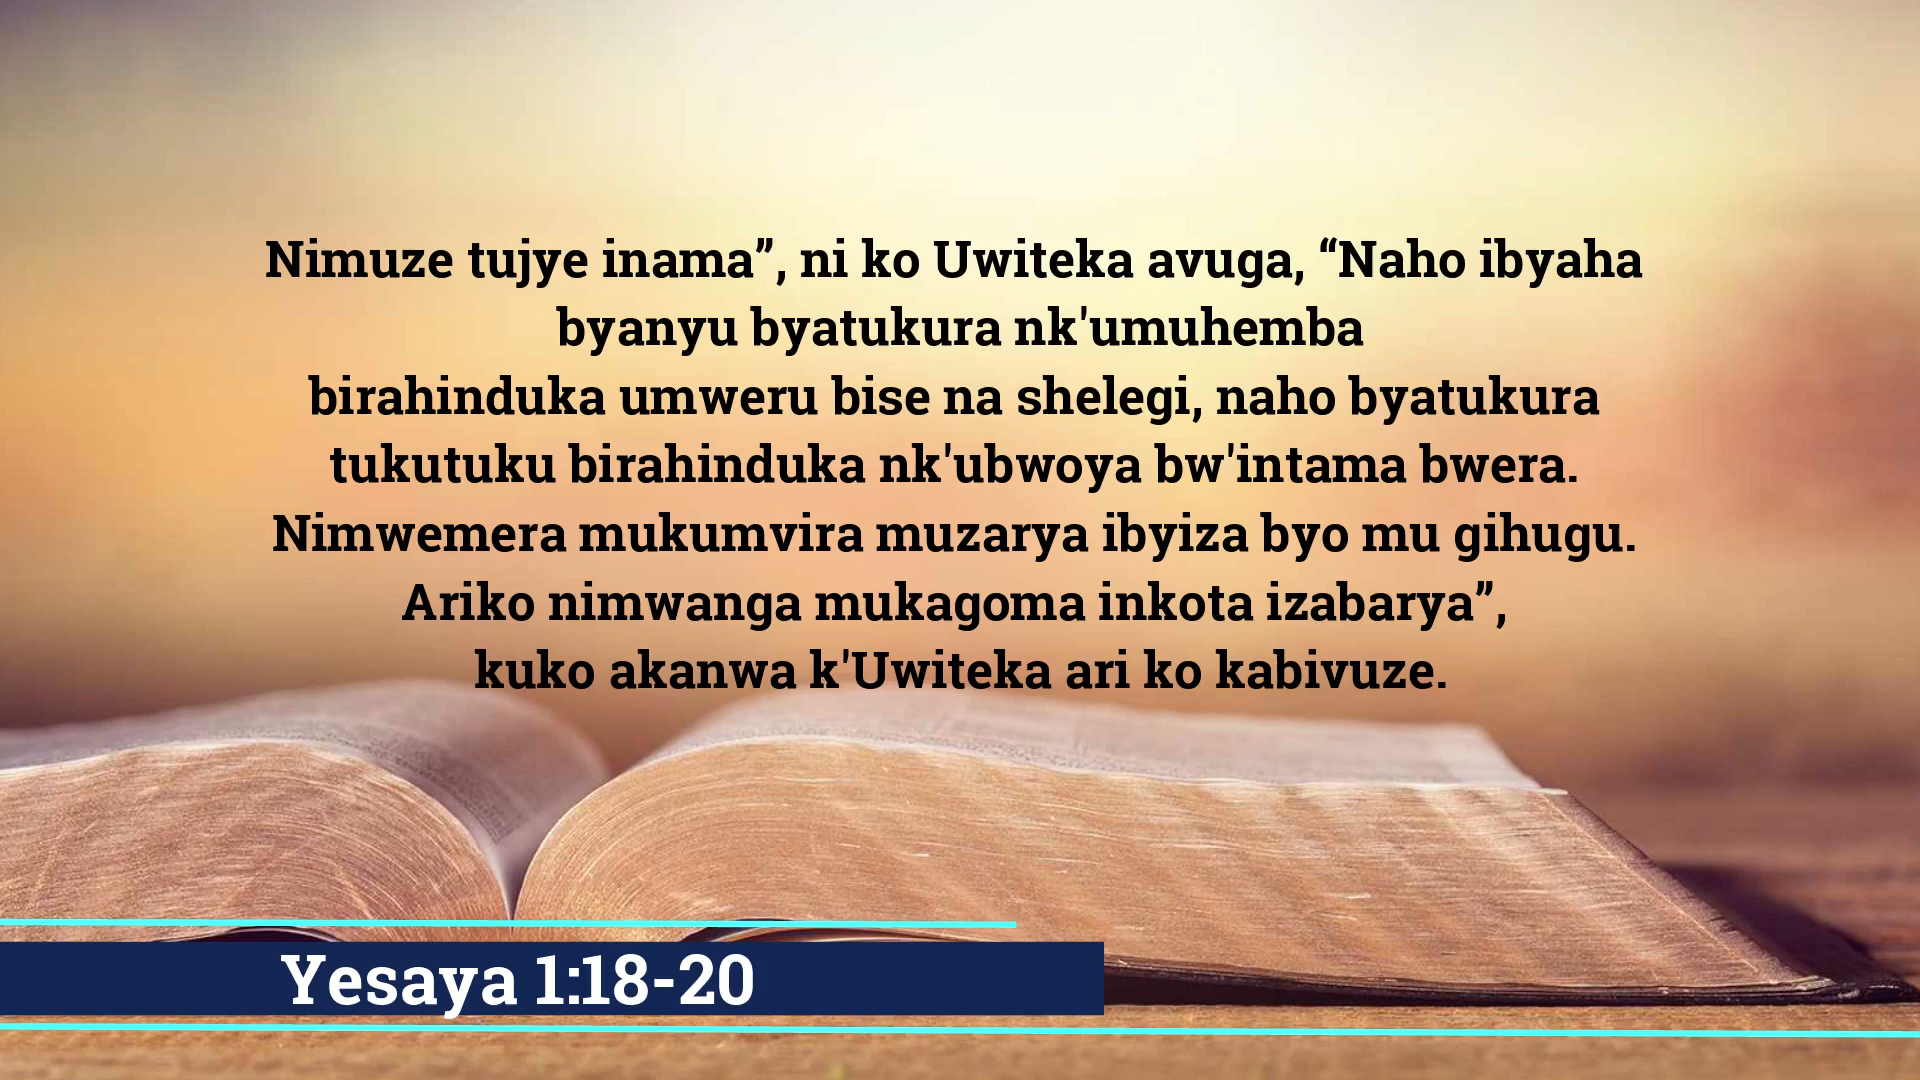 Nimuze tujye inama”, ni ko Uwiteka avuga, “Naho ibyaha
byanyu byatukura nk'umuhemba
birahinduka umweru bise na shelegi, naho byatukura
tukutuku birahinduka nk'ubwoya bw'intama bwera.
Nimwemera mukumvira muzarya ibyiza byo mu gihugu.
Ariko nimwanga mukagoma inkota izabarya”,
kuko akanwa k'Uwiteka ari ko kabivuze.
Yesaya 1:18-20